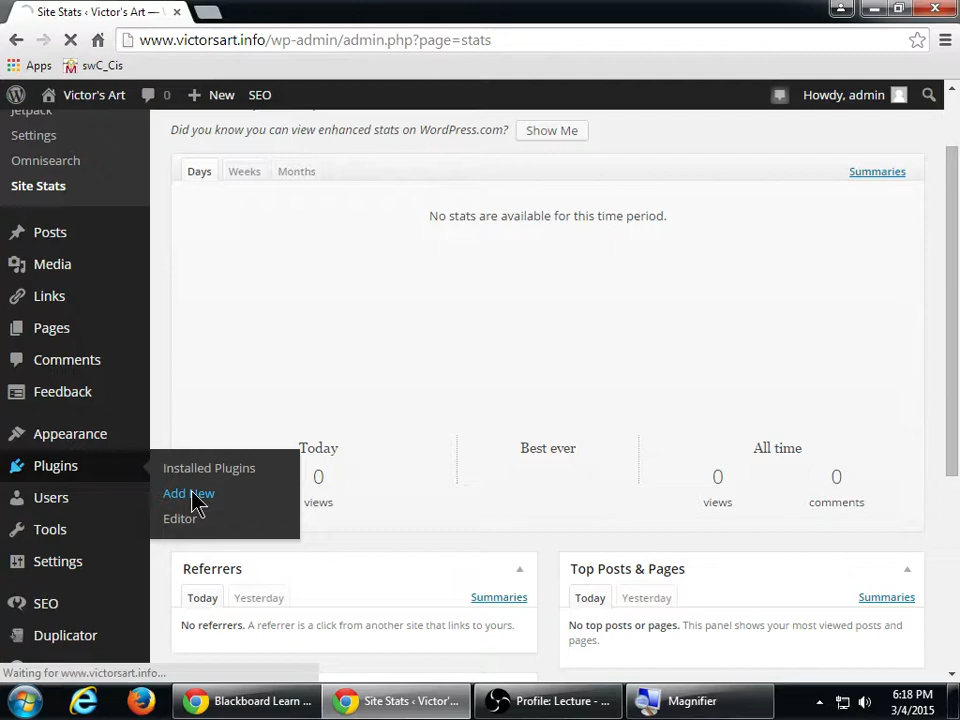 Site Stats ‹ Victor's Art —
www.victorsart.info/wp-admin/admin.php?page=stats
Apps
swC_Cis
Victor's Art
0
New
SEO
Howdy, admin
Jetpack
Settings
Omnisearch
Site Stats
Posts
Media
Links
Pages
Comments
Feedback
Appearance
Plugins
Users
Tools
Settings
SEO
Duplicator
Installed Plugins
Add New
Editor
Did you know you can view enhanced stats on WordPress.com?
Show Me
Days
Weeks
Months
Summaries
No stats are available for this time period.
Today
Best ever
All time
0
0
0
views
views
comments
Referrers
Today
Yesterday
Summaries
No referrers. A referrer is a click from another site that links to yours.
Top Posts & Pages
Today
Yesterday
Summaries
No top posts or pages. This panel shows your most viewed posts and
pages.
Waiting for www.victorsart.info...
Blackboard Learn ...
Site Stats ‹ Victor'...
Profile: Lecture - ...
Magnifier
6:18 PM
3/4/2015